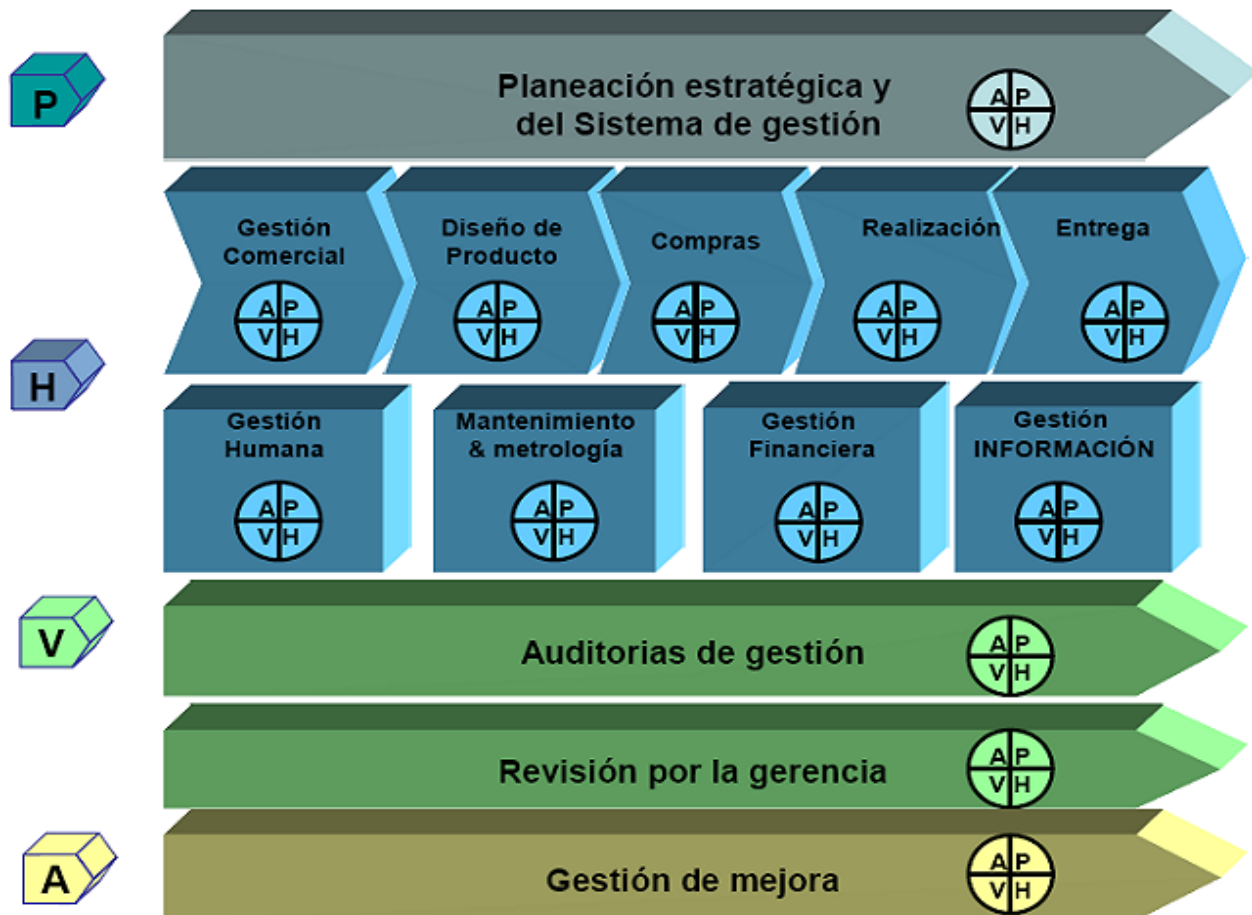 P
Planeación estratégica y
del Sistema de gestión
A P
V H
Gestión
Comercial
A P
V H
Diseño de
Producto
A P
V H
Compras
A P
V H
Realización
A P
V H
Entrega
A P
V H
H
Gestión
Humana
A P
V H
Mantenimiento
& metrología
A P
V H
Gestión
Financiera
A P
V H
Gestión
INFORMACIÓN
A P
V H
V
Auditorias de gestión
A P
V H
Revisión por la gerencia
A P
V H
A
Gestión de mejora
A P
V H